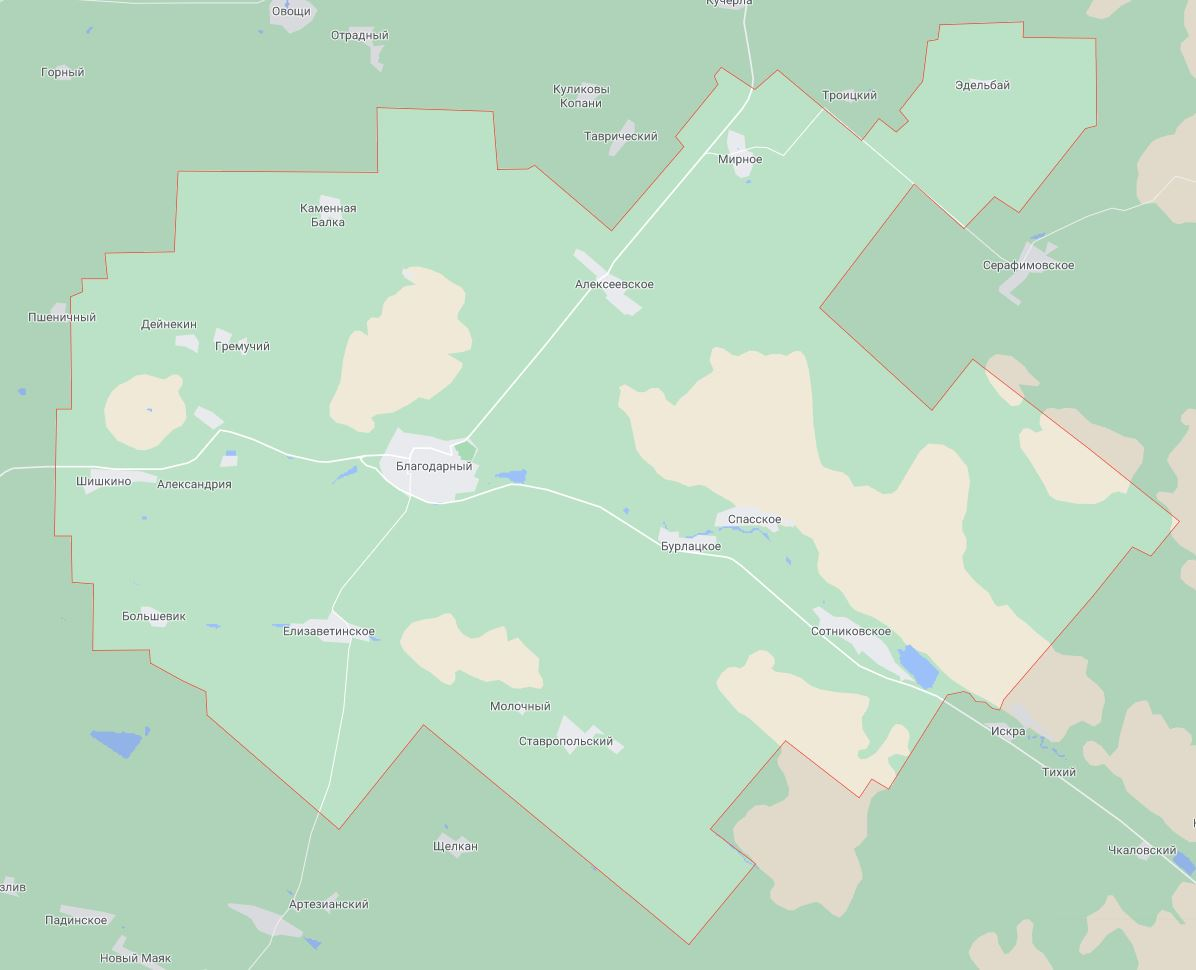 Кучерла
Овощи
Отрадный
Горный
Эдельбай
Куликовы
Копани
Троицкий
Таврический
Мирное
Каменная
Балка
Серафимовское
Алексеевское
Пшеничный
Дейнекин
Гремучий
Благодарный
Шишкино
Александрия
Спасское
Бурлацкое
Большевик
Елизаветинское
Сотниковское
Молочный
Искра
Ставропольский
Тихий
Щелкан
Чкаловский
злив
Артезианский
Падинское
Новый Маяк